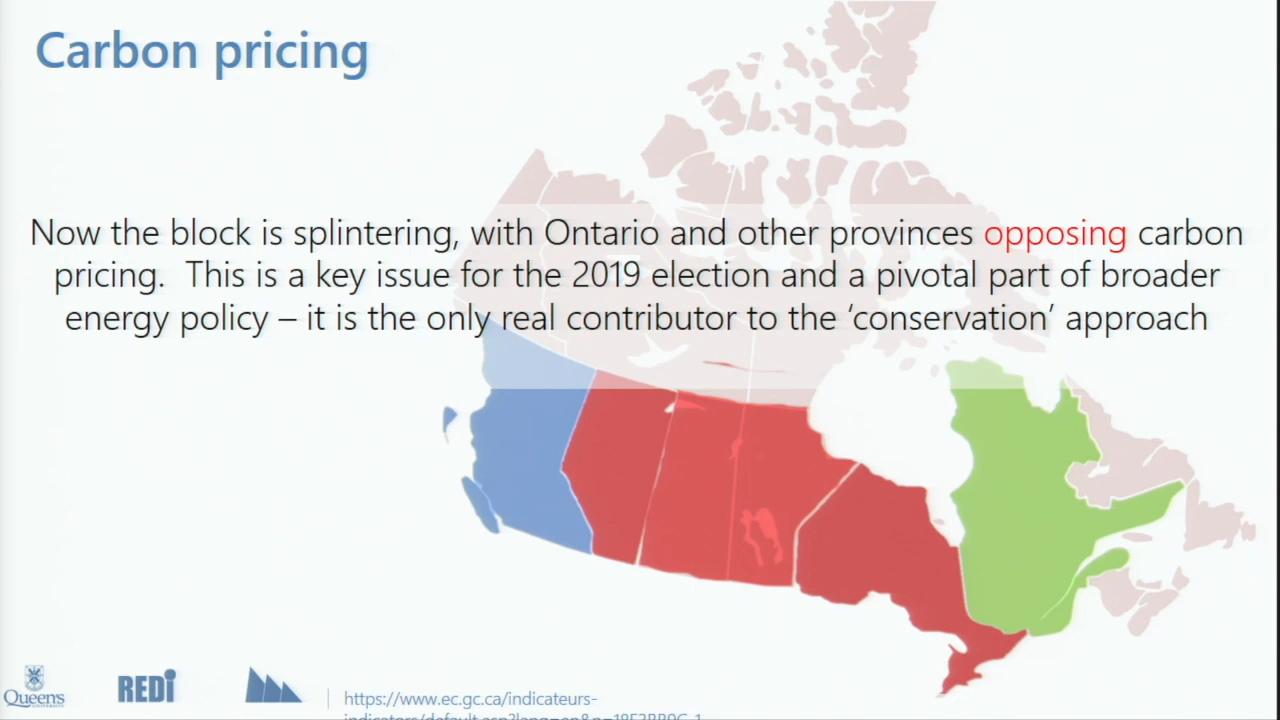 Carbon pricing
Now the block is splintering, with Ontario and other provinces opposing carbon
pricing.  This is a key issue for the 2019 election and a pivotal part of broader
energy policy – it is the only real contributor to the ‘conservation’ approach
Queen's
UNIVERSITY
REDi
https://www.ec.gc.ca/indicateurs-